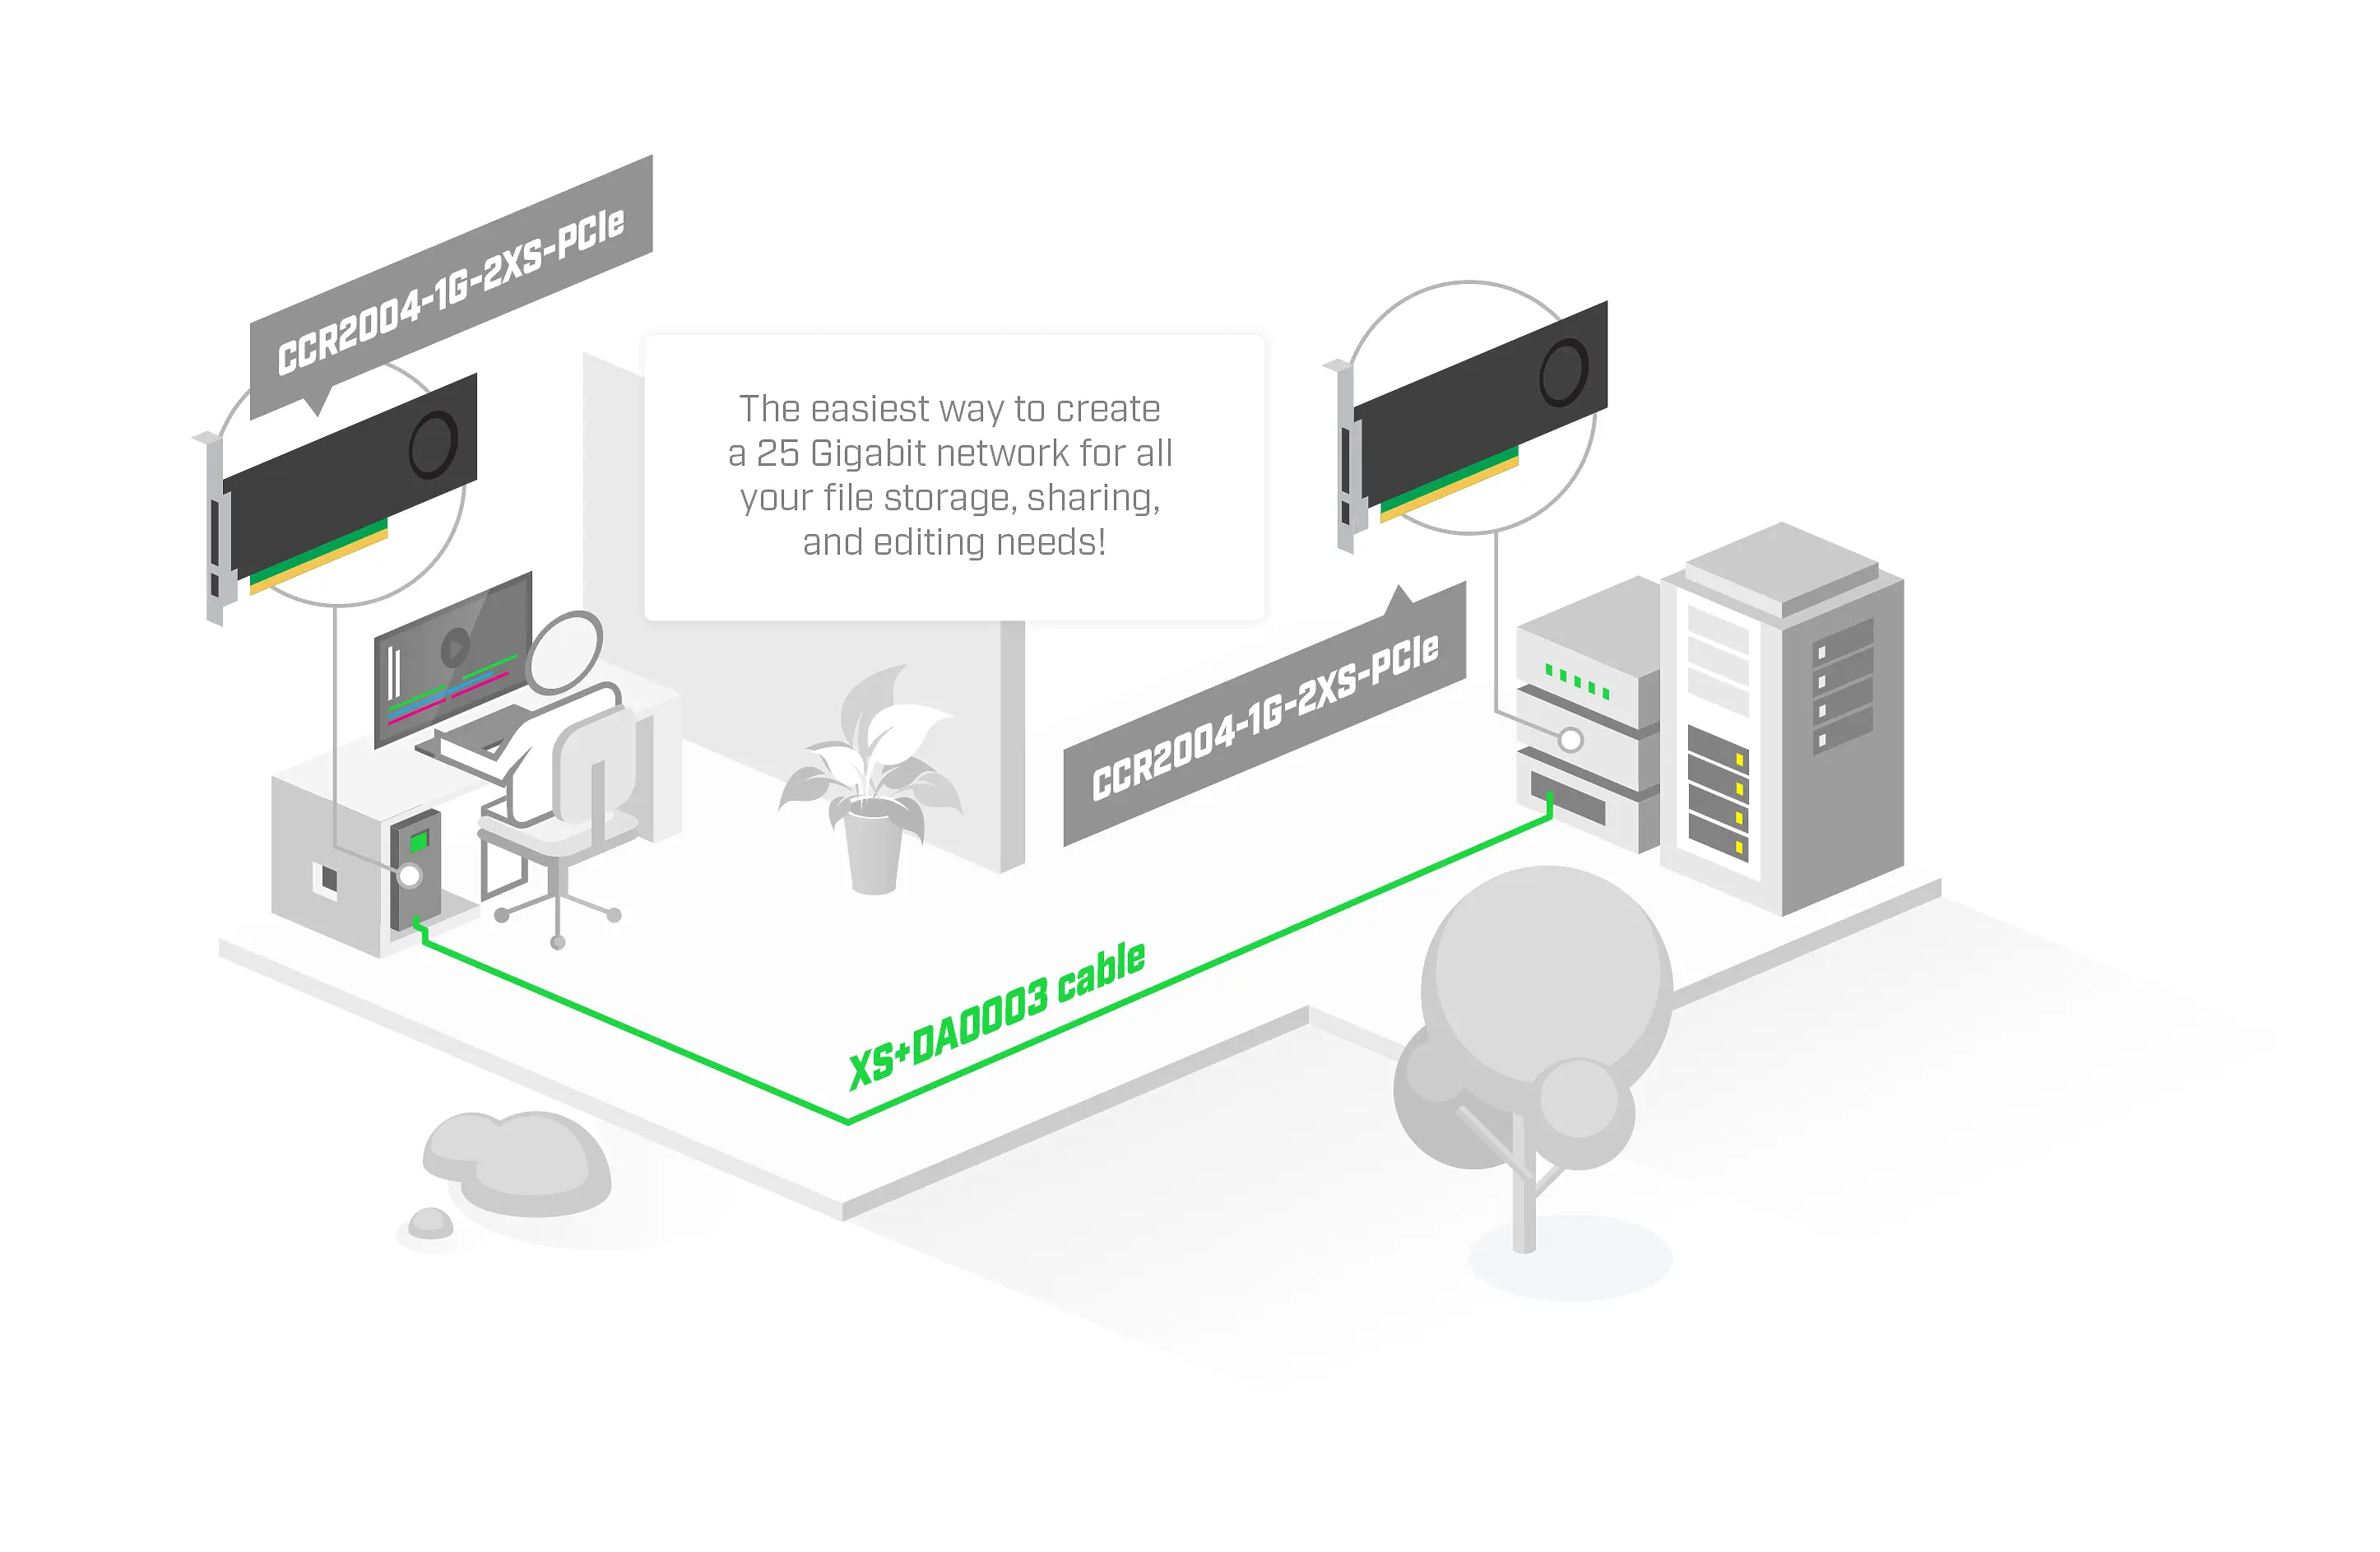 CCR2004-1G-2XS-PCIe
The easiest way to create
a 25 Gigabit network for all
your file storage, sharing,
and editing needs!
CCR2004-1G-2XS-PCIe
XS+DA0003 cable